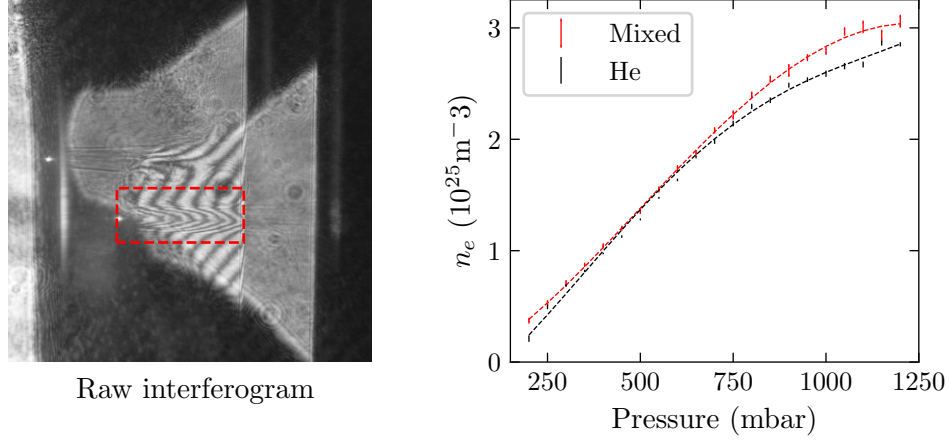 Raw interferogram
Mixed
He
n_e (10^25 m^−3)
3
2
1
0
250
500
750
1000
1250
Pressure (mbar)